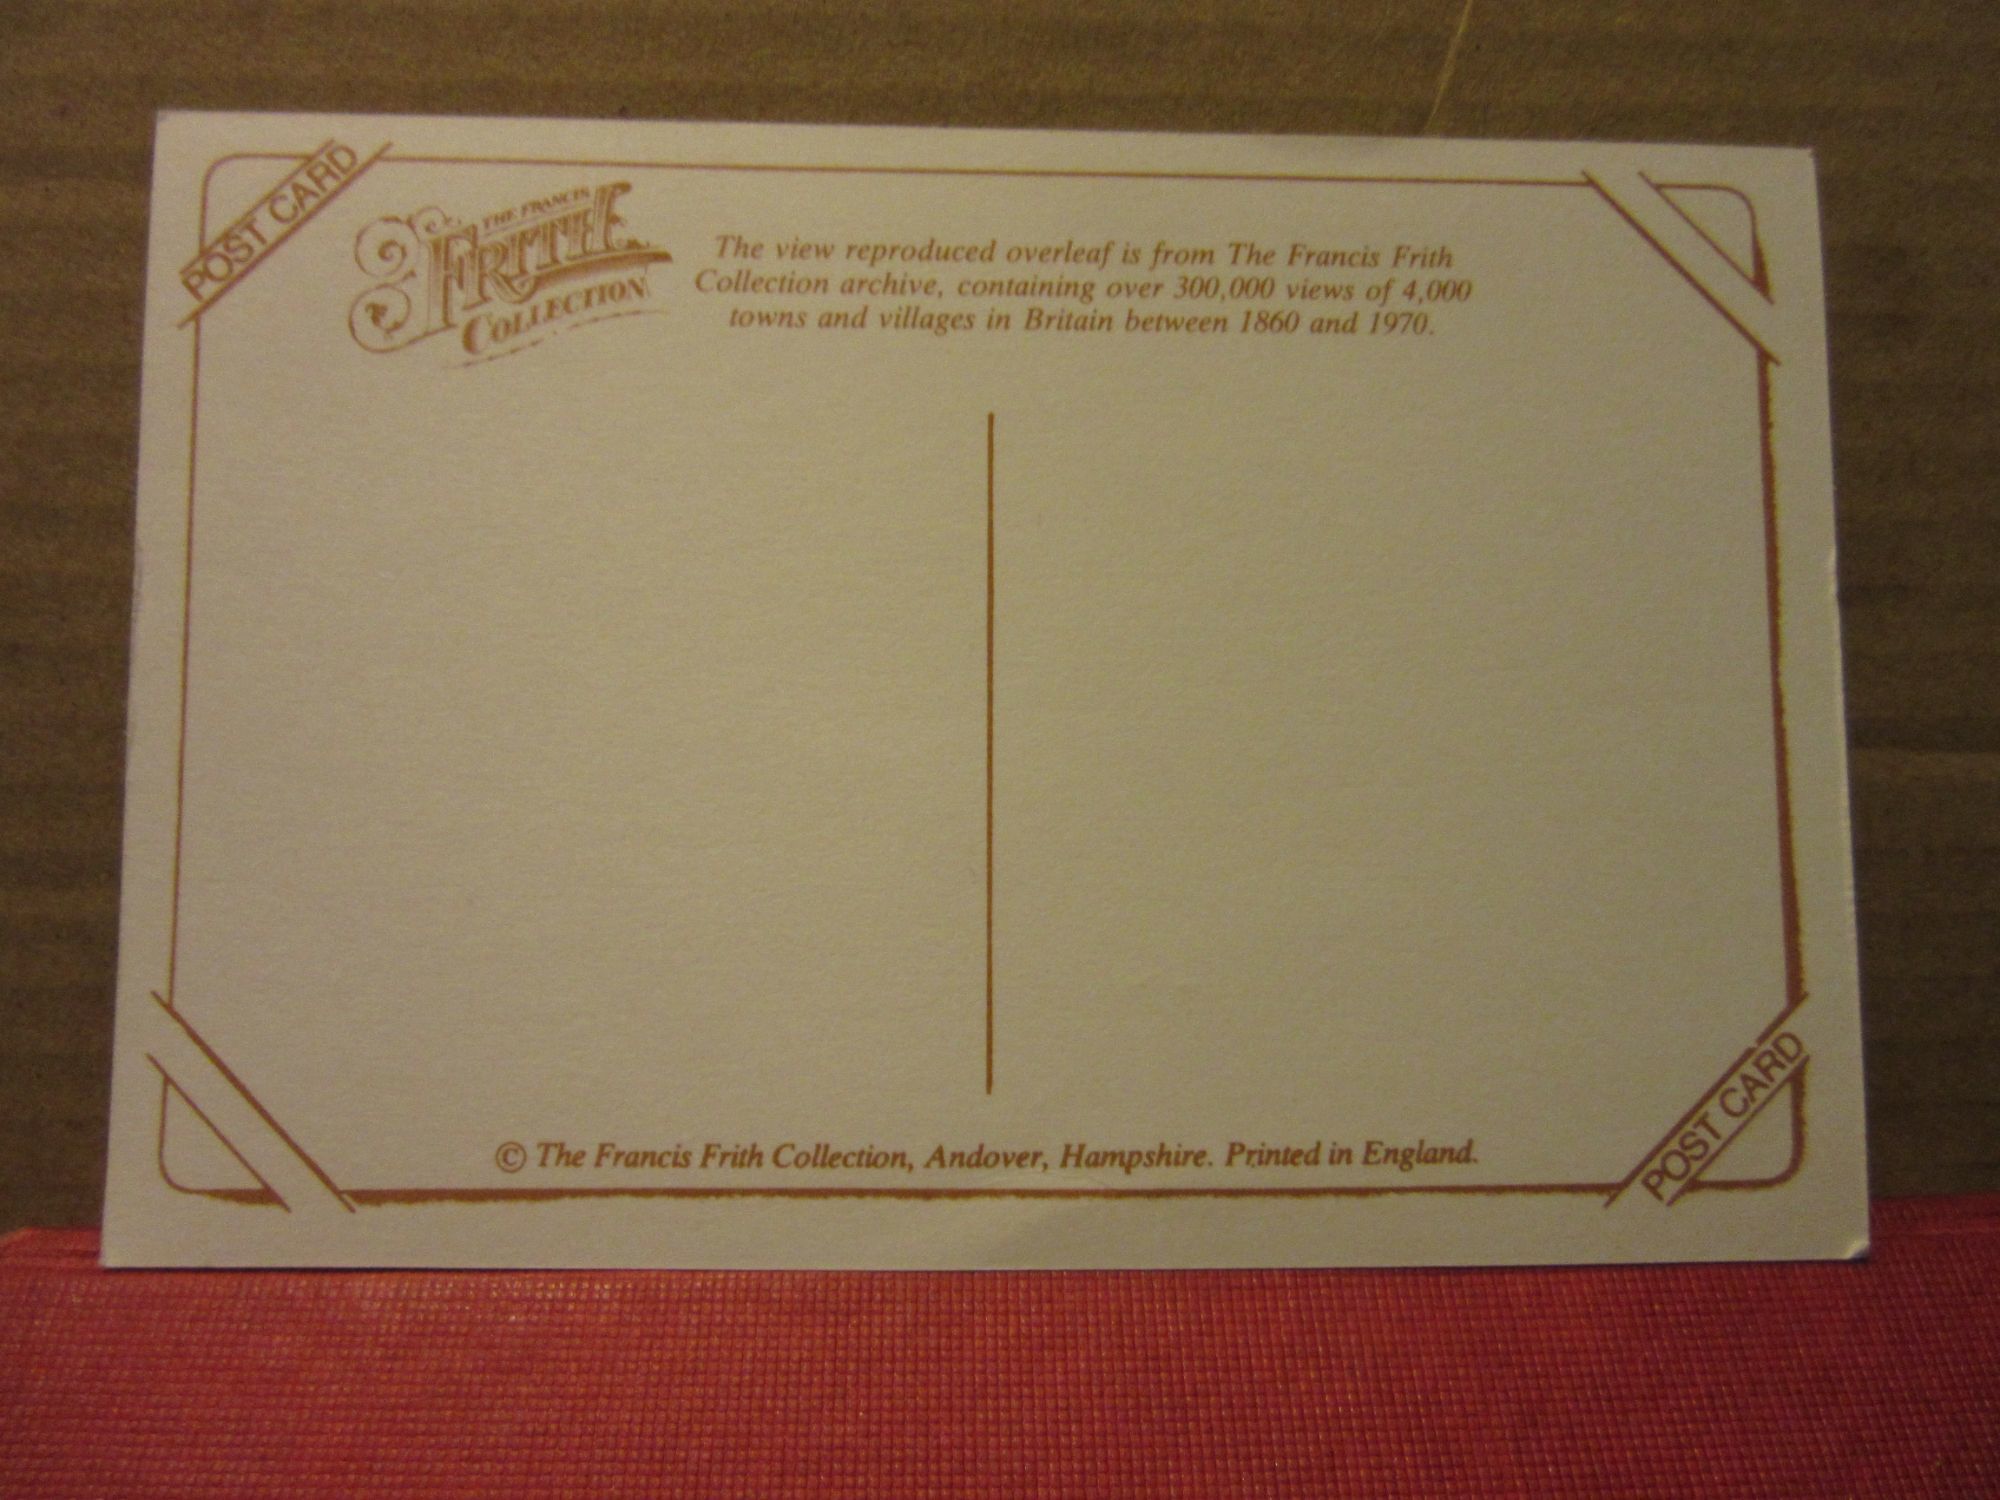 POST CARD
THE FRANCIS
FRITH
COLLECTION
The view reproduced overleaf is from The Francis Frith
Collection archive, containing over 300,000 views of 4,000
towns and villages in Britain between 1860 and 1970.
© The Francis Frith Collection, Andover, Hampshire. Printed in England.
POST CARD